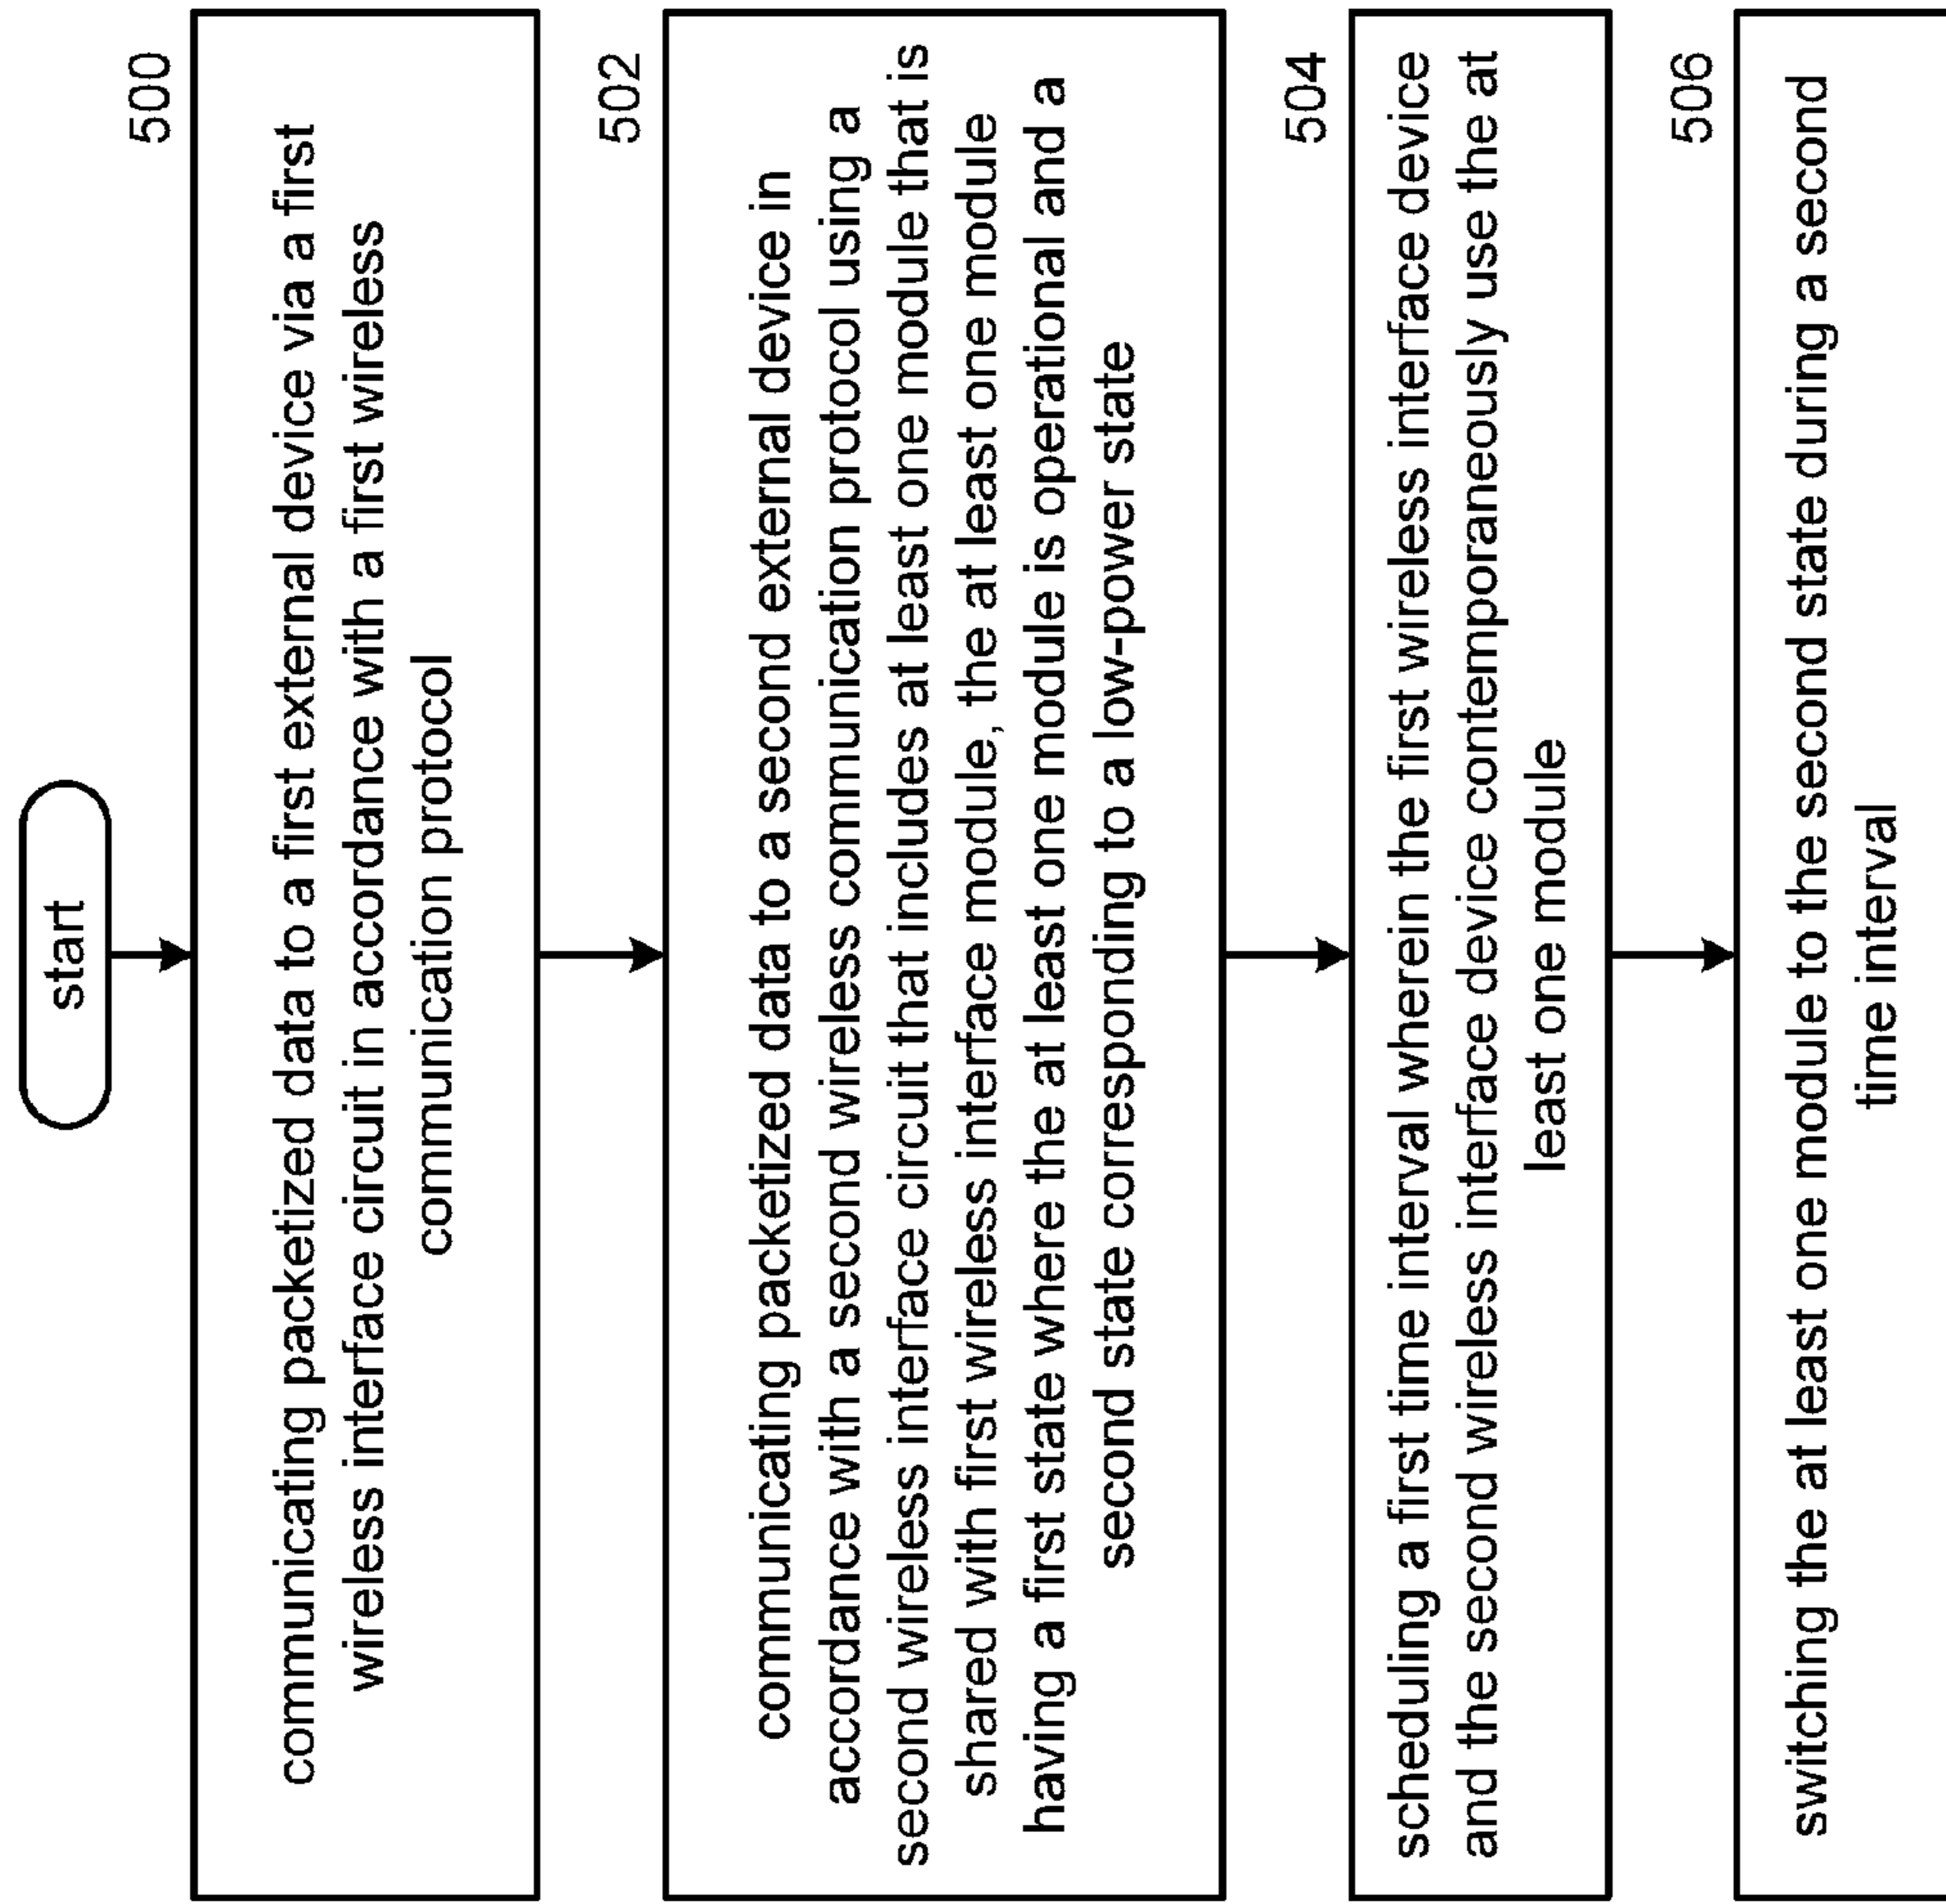 start
500
communicating packetized data to a first external device via a first
wireless interface circuit in accordance with a first wireless
communication protocol
502
communicating packetized data to a second external device in
accordance with a second wireless communication protocol using a
second wireless interface circuit that includes at least one module that is
shared with first wireless interface module, the at least one module
having a first state where the at least one module is operational and a
second state corresponding to a low-power state
504
scheduling a first time interval wherein the first wireless interface device
and the second wireless interface device contemporaneously use the at
least one module
506
switching the at least one module to the second state during a second
time interval